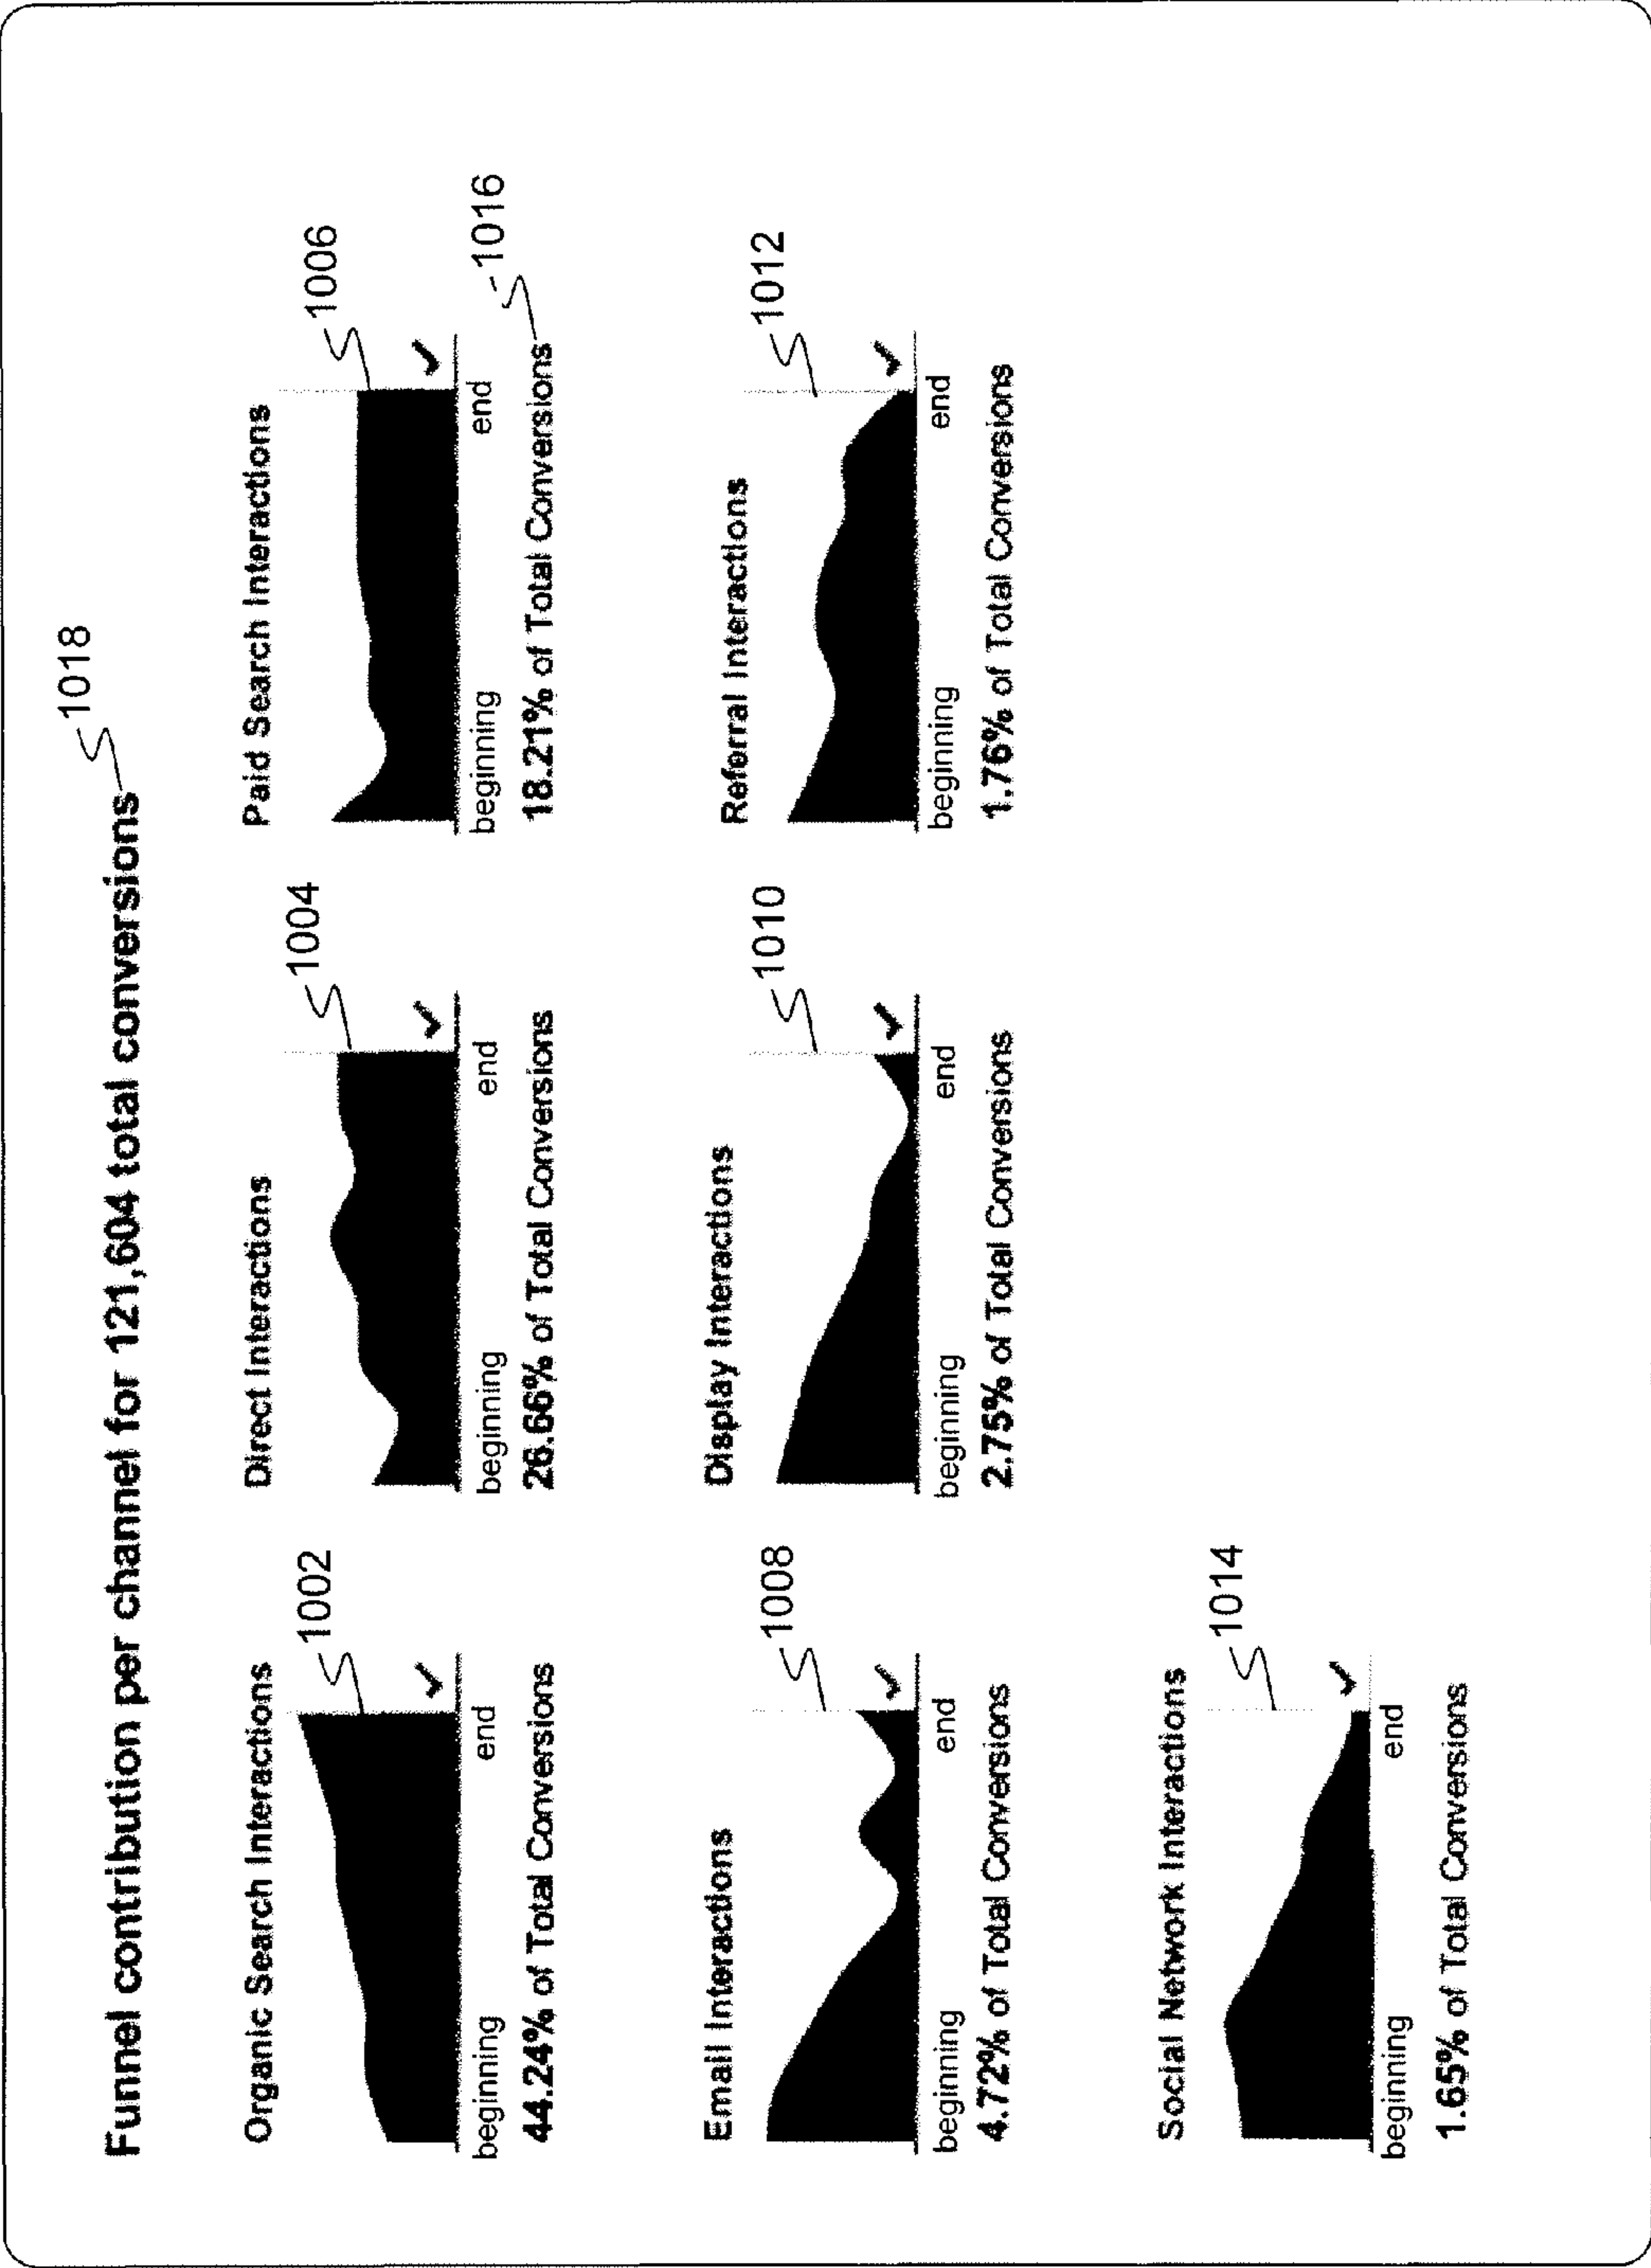 1018
Funnel contribution per channel for 121,604 total conversions
Organic Search Interactions
1002
beginning
end
44.24% of Total Conversions
Direct Interactions
1004
beginning
end
26.66% of Total Conversions
Paid Search Interactions
1006
beginning
end
1016
18.21% of Total Conversions
Email Interactions
1008
beginning
end
4.72% of Total Conversions
Display Interactions
1010
beginning
end
2.75% of Total Conversions
Referral Interactions
1012
beginning
end
1.76% of Total Conversions
Social Network Interactions
1014
beginning
end
1.65% of Total Conversions